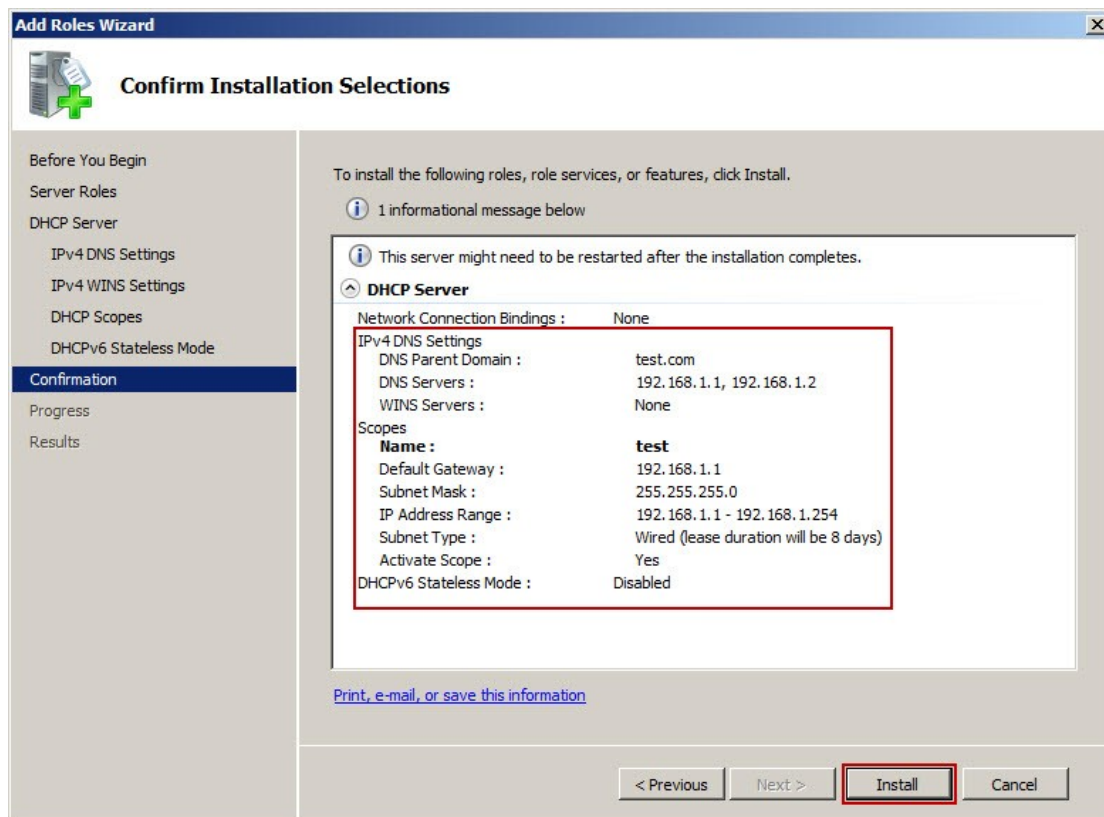 Add Roles Wizard
Confirm Installation Selections
Before You Begin
Server Roles
DHCP Server
IPv4 DNS Settings
IPv4 WINS Settings
DHCP Scopes
DHCPv6 Stateless Mode
Confirmation
Progress
Results
To install the following roles, role services, or features, click Install.
1 informational message below
This server might need to be restarted after the installation completes.
DHCP Server
Network Connection Bindings : None
IPv4 DNS Settings
DNS Parent Domain : test.com
DNS Servers : 192.168.1.1, 192.168.1.2
WINS Servers : None
Scopes
Name : test
Default Gateway : 192.168.1.1
Subnet Mask : 255.255.255.0
IP Address Range : 192.168.1.1 - 192.168.1.254
Subnet Type : Wired (lease duration will be 8 days)
Activate Scope : Yes
DHCPv6 Stateless Mode : Disabled
Print, e-mail, or save this information
< Previous Next > Install Cancel